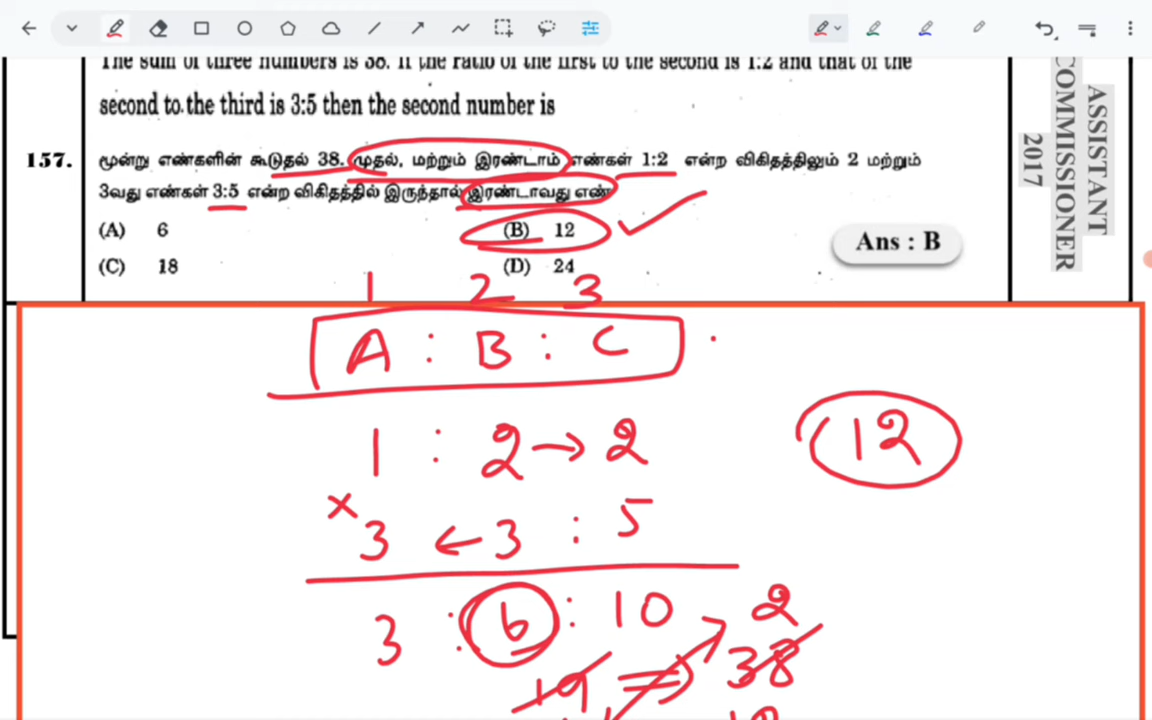 The sum of three numbers is 38. If the ratio of the first to the second is 1:2 and that of the
second to the third is 3:5 then the second number is
157. மூன்று எண்களின் கூடுதல் 38. முதல், மற்றும் இரண்டாம் எண்கள் 1:2 என்ற விகிதத்திலும் 2 மற்றும்
3வது எண்கள் 3:5 என்ற விகிதத்தில் இருந்தால் இரண்டாவது எண்
(A) 6 (B) 12
(C) 18 (D) 24
Ans : B
ASSISTANT
COMMISSIONER
2017
1 2 3
A : B : C
1 : 2 → 2
12
× 3 ← 3 : 5
3 : 6 : 10
2
19 ⇒ 38